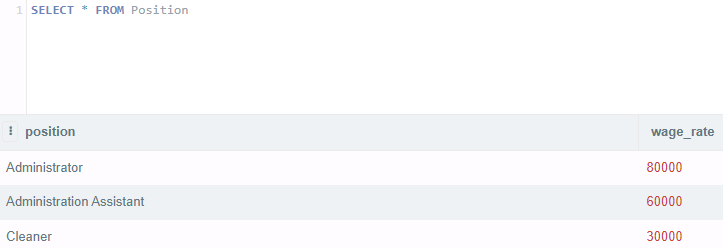 1 SELECT * FROM Position
position wage_rate
Administrator 80000
Administration Assistant 60000
Cleaner 30000